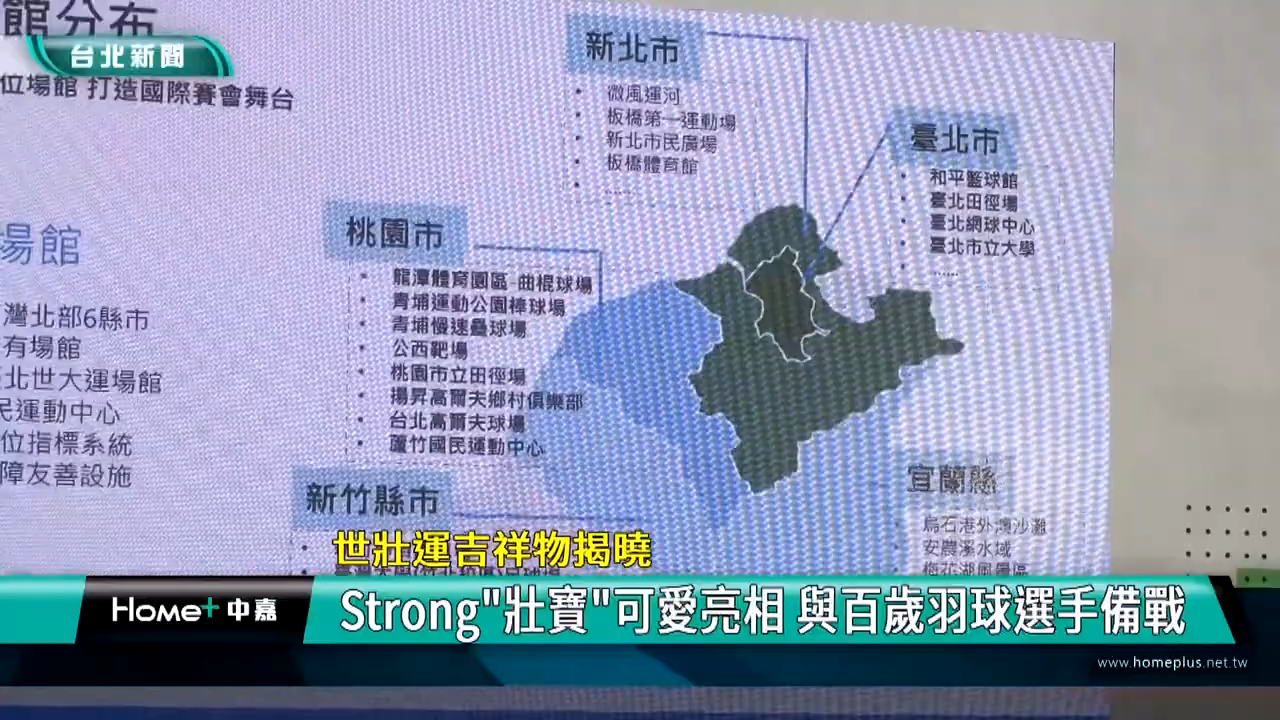 館分布
台北新聞
位場館 打造國際賽會舞台
新北市
• 微風運河
• 板橋第一運動場
• 新北市民廣場
• 板橋體育館
• ......
臺北市
• 和平籃球館
• 臺北田徑場
• 臺北網球中心
• 臺北市立大學
• ......
桃園市
• 龍潭體育園區-曲棍球場
• 青埔運動公園棒球場
• 青埔慢速壘球場
• 公西靶場
• 桃園市立田徑場
• 揚昇高爾夫鄉村俱樂部
• 台北高爾夫球場
• 蘆竹國民運動中心
場館
灣北部6縣市
有場館
北世大運場館
民運動中心
位指標系統
障友善設施
新竹縣市
宜蘭縣
烏石港外澳沙灘
安農溪水域
梅花湖風景區
世壯運吉祥物揭曉
Home+中嘉
Strong"壯寶"可愛亮相 與百歲羽球選手備戰
www.homeplus.net.tw